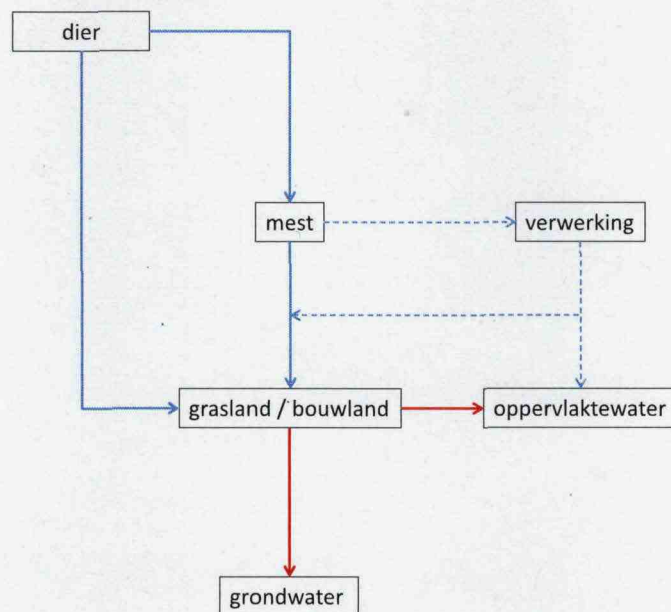 dier
mest
verwerking
grasland / bouwland
oppervlaktewater
grondwater